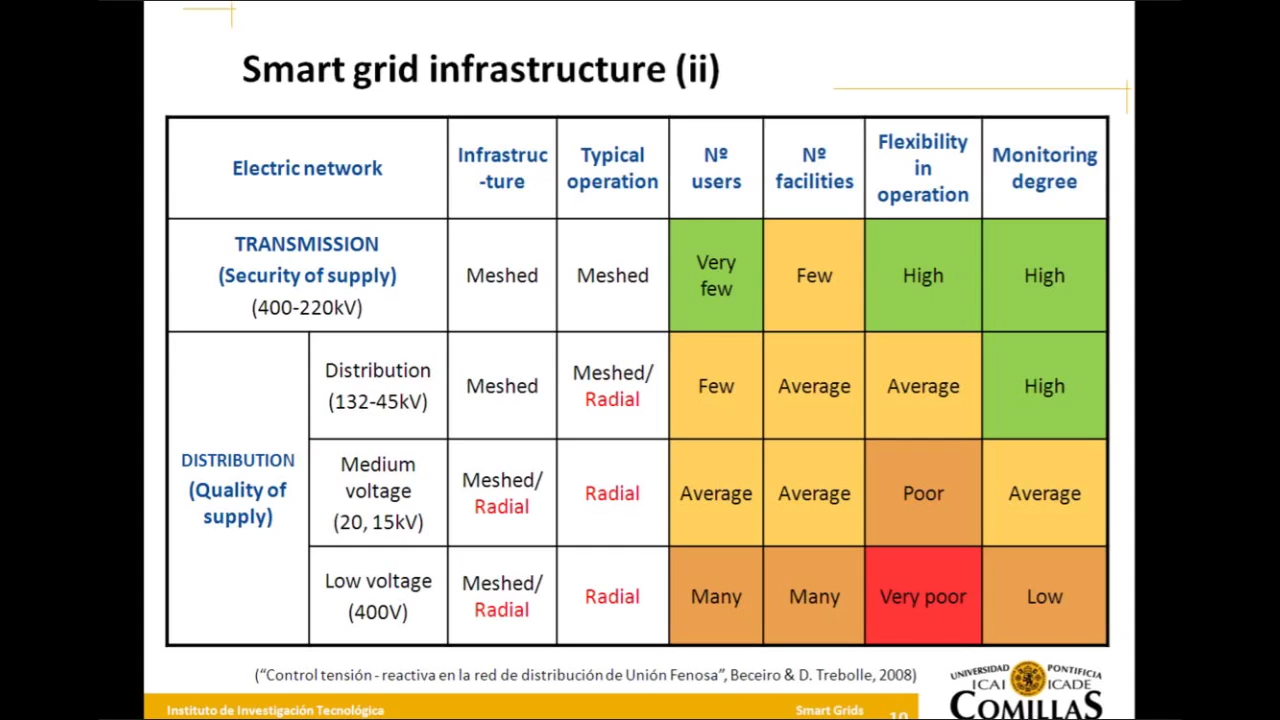 Smart grid infrastructure (ii)
Electric network
Infrastruc
-ture
Typical
operation
Nº
users
Nº
facilities
Flexibility
in
operation
Monitoring
degree
TRANSMISSION
(Security of supply)
(400-220kV)
Meshed
Meshed
Very
few
Few
High
High
DISTRIBUTION
(Quality of
supply)
Distribution
(132-45kV)
Meshed
Meshed/
Radial
Few
Average
Average
High
Medium
voltage
(20, 15kV)
Meshed/
Radial
Radial
Average
Average
Poor
Average
Low voltage
(400V)
Meshed/
Radial
Radial
Many
Many
Very poor
Low
(“Control tensión - reactiva en la red de distribución de Unión Fenosa”, Beceiro & D. Trebolle, 2008)
Instituto de Investigación Tecnológica
Smart Grids
UNIVERSIDAD PONTIFICIA
ICAI ICADE
COMILLAS